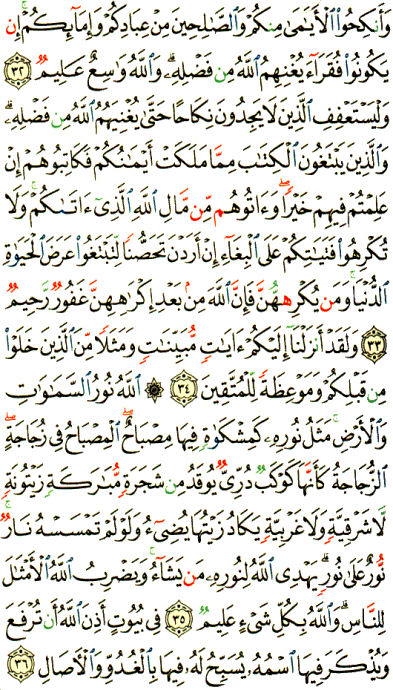 وَأَنكِحُوا۟ ٱلْأَيَـٰمَىٰ مِنكُمْ وَٱلصَّـٰلِحِينَ مِنْ عِبَادِكُمْ وَإِمَآئِكُمْ ۚ إِن
يَكُونُوا۟ فُقَرَآءَ يُغْنِهِمُ ٱللَّهُ مِن فَضْلِهِۦ ۗ وَٱللَّهُ وَٰسِعٌ عَلِيمٌ ٣٢
وَلْيَسْتَعْفِفِ ٱلَّذِينَ لَا يَجِدُونَ نِكَاحًا حَتَّىٰ يُغْنِيَهُمُ ٱللَّهُ مِن فَضْلِهِۦ ۗ
وَٱلَّذِينَ يَبْتَغُونَ ٱلْكِتَـٰبَ مِمَّا مَلَكَتْ أَيْمَـٰنُكُمْ فَكَاتِبُوهُمْ إِنْ
عَلِمْتُمْ فِيهِمْ خَيْرًا ۖ وَءَاتُوهُم مِّن مَّالِ ٱللَّهِ ٱلَّذِىٓ ءَاتَىٰكُمْ ۚ وَلَا
تُكْرِهُوا۟ فَتَيَـٰتِكُمْ عَلَى ٱلْبِغَآءِ إِنْ أَرَدْنَ تَحَصُّنًا لِّتَبْتَغُوا۟ عَرَضَ ٱلْحَيَوٰةِ
ٱلدُّنْيَا ۚ وَمَن يُكْرِههُّنَّ فَإِنَّ ٱللَّهَ مِنۢ بَعْدِ إِكْرَٰهِهِنَّ غَفُورٌ رَّحِيمٌ
٣٣ وَلَقَدْ أَنزَلْنَآ إِلَيْكُمْ ءَايَـٰتٍ مُّبَيِّنَـٰتٍ وَمَثَلًا مِّنَ ٱلَّذِينَ خَلَوْا۟
مِن قَبْلِكُمْ وَمَوْعِظَةً لِّلْمُتَّقِينَ ٣٤ ۞ ٱللَّهُ نُورُ ٱلسَّمَـٰوَٰتِ
وَٱلْأَرْضِ ۚ مَثَلُ نُورِهِۦ كَمِشْكَوٰةٍ فِيهَا مِصْبَاحٌ ۖ ٱلْمِصْبَاحُ فِى زُجَاجَةٍ ۖ
ٱلزُّجَاجَةُ كَأَنَّهَا كَوْكَبٌ دُرِّىٌّ يُوقَدُ مِن شَجَرَةٍ مُّبَـٰرَكَةٍ زَيْتُونَةٍ
لَّا شَرْقِيَّةٍ وَلَا غَرْبِيَّةٍ يَكَادُ زَيْتُهَا يُضِىٓءُ وَلَوْ لَمْ تَمْسَسْهُ نَارٌ ۚ
نُّورٌ عَلَىٰ نُورٍ ۗ يَهْدِى ٱللَّهُ لِنُورِهِۦ مَن يَشَآءُ ۚ وَيَضْرِبُ ٱللَّهُ ٱلْأَمْثَـٰلَ
لِلنَّاسِ ۗ وَٱللَّهُ بِكُلِّ شَىْءٍ عَلِيمٌ ٣٥ فِى بُيُوتٍ أَذِنَ ٱللَّهُ أَن تُرْفَعَ
وَيُذْكَرَ فِيهَا ٱسْمُهُۥ يُسَبِّحُ لَهُۥ فِيهَا بِٱلْغُدُوِّ وَٱلْـَٔاصَالِ ٣٦